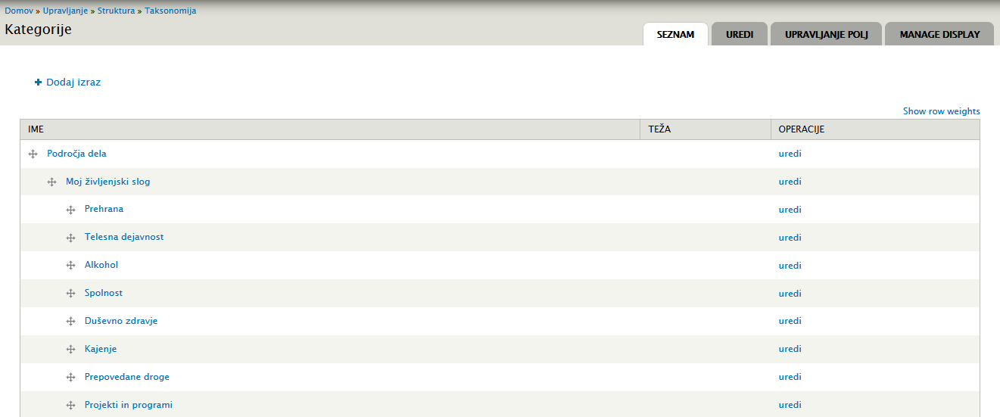 Domov » Upravljanje » Struktura » Taksonomija
Kategorije
SEZNAM UREDI UPRAVLJANJE POLJ MANAGE DISPLAY
Dodaj izraz
Show row weights
IME TEŽA OPERACIJE
Področja dela uredi
Moj življenjski slog uredi
Prehrana uredi
Telesna dejavnost uredi
Alkohol uredi
Spolnost uredi
Duševno zdravje uredi
Kajenje uredi
Prepovedane droge uredi
Projekti in programi uredi